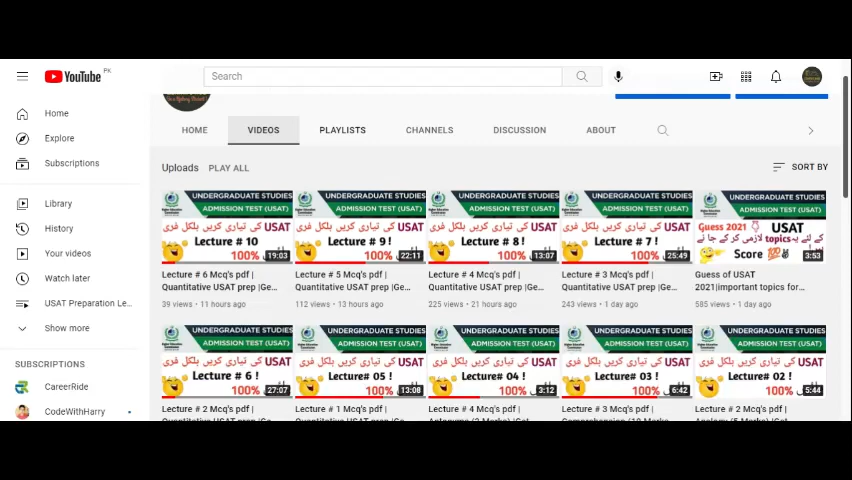 YouTube PK
Search
Home
Explore
Subscriptions
Library
History
Your videos
Watch later
USAT Preparation Le...
Show more
SUBSCRIPTIONS
CareerRide
CodeWithHarry
HOME VIDEOS PLAYLISTS CHANNELS DISCUSSION ABOUT
Uploads PLAY ALL SORT BY
UNDERGRADUATE STUDIES
ADMISSION TEST (USAT)
USAT کی تیاری کریں بلکل فری
Lecture # 10
100%
19:03
Lecture # 6 Mcq's pdf |
Quantitative USAT prep |Ge...
39 views • 11 hours ago
UNDERGRADUATE STUDIES
ADMISSION TEST (USAT)
USAT کی تیاری کریں بلکل فری
Lecture # 9 !
100%
22:11
Lecture # 5 Mcq's pdf |
Quantitative USAT prep |Ge...
112 views • 13 hours ago
UNDERGRADUATE STUDIES
ADMISSION TEST (USAT)
USAT کی تیاری کریں بلکل فری
Lecture # 8 !
100%
13:07
Lecture # 4 Mcq's pdf |
Quantitative USAT prep |Ge...
225 views • 21 hours ago
UNDERGRADUATE STUDIES
ADMISSION TEST (USAT)
USAT کی تیاری کریں بلکل فری
Lecture # 7 !
100%
25:49
Lecture # 3 Mcq's pdf |
Quantitative USAT prep |Ge...
243 views • 1 day ago
UNDERGRADUATE STUDIES
ADMISSION TEST (USAT)
Guess 2021 USAT
کے لئے یہ topics لازمی کر کے جائے
Score 💯
3:53
Guess of USAT
2021|important topics for...
585 views • 1 day ago
UNDERGRADUATE STUDIES
ADMISSION TEST (USAT)
USAT کی تیاری کریں بلکل فری
Lecture # 6 !
100%
27:07
Lecture # 2 Mcq's pdf |
UNDERGRADUATE STUDIES
ADMISSION TEST (USAT)
USAT کی تیاری کریں بلکل فری
Lecture# 05 !
100%
13:08
Lecture # 1 Mcq's pdf |
UNDERGRADUATE STUDIES
ADMISSION TEST (USAT)
USAT کی تیاری کریں بلکل فری
Lecture# 04 !
100%
3:12
Lecture # 4 Mcq's pdf |
UNDERGRADUATE STUDIES
ADMISSION TEST (USAT)
USAT کی تیاری کریں بلکل فری
Lecture# 03 !
100%
6:42
Lecture # 3 Mcq's pdf |
UNDERGRADUATE STUDIES
ADMISSION TEST (USAT)
USAT کی تیاری کریں بلکل فری
Lecture# 02 !
100%
5:44
Lecture # 2 Mcq's pdf |